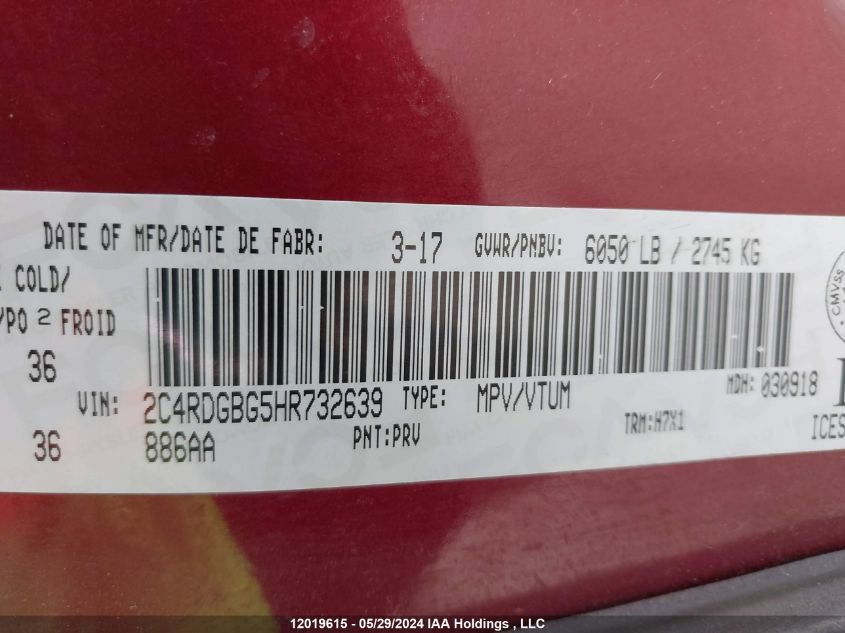 DATE OF MFR/DATE DE FABR: 3-17 GVWR/PNBV: 6050 LB / 2745 KG
COLD/
PO 2 FROID
36
VIN: 2C4RDGBG5HR732639 TYPE: MPV/VTUM MDH: 030918
36 886AA PNT:PRV TRM:H7X1
CMVSS
ICES
12019615 - 05/29/2024 IAA Holdings , LLC